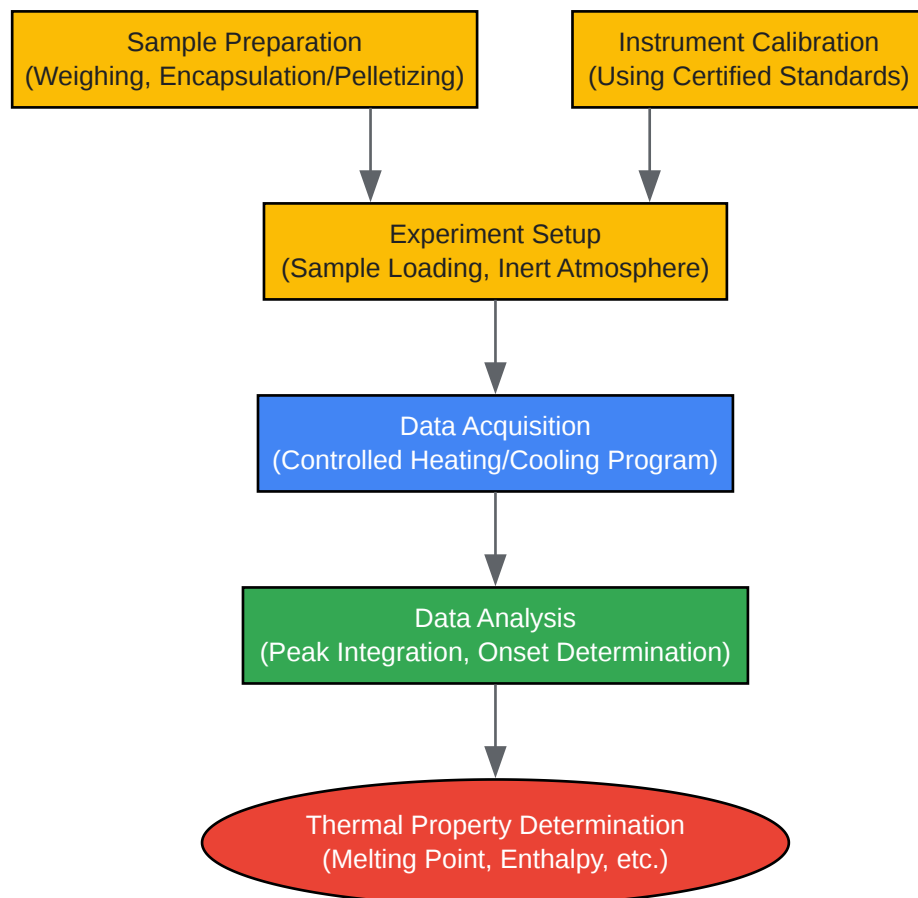 Sample Preparation
(Weighing, Encapsulation/Pelletizing)
Instrument Calibration
(Using Certified Standards)
Experiment Setup
(Sample Loading, Inert Atmosphere)
Data Acquisition
(Controlled Heating/Cooling Program)
Data Analysis
(Peak Integration, Onset Determination)
Thermal Property Determination
(Melting Point, Enthalpy, etc.)